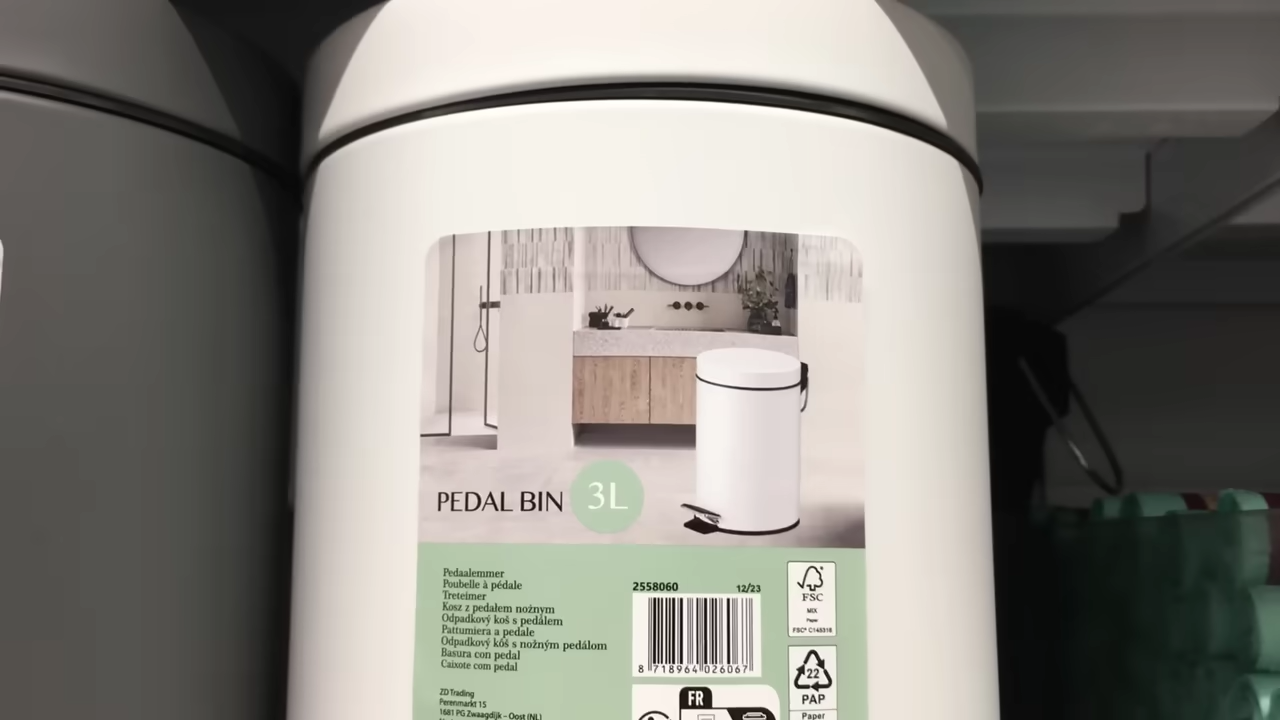 PEDAL BIN 3L
Pedaalemmer
Poubelle à pédale
Treteimer
Kosz z pedałem nożnym
Odpadkový koš s pedálem
Pattumiera a pedale
Odpadkový kôš s nožným pedálom
Basura con pedal
Caixote com pedal
ZD Trading
Perenmarkt 15
1681 PG Zwaagdijk - Oost (NL)
2558060 12/23
8 718964 026067
FR
FSC
MIX
Paper
FSC® C148318
22
PAP
Paper